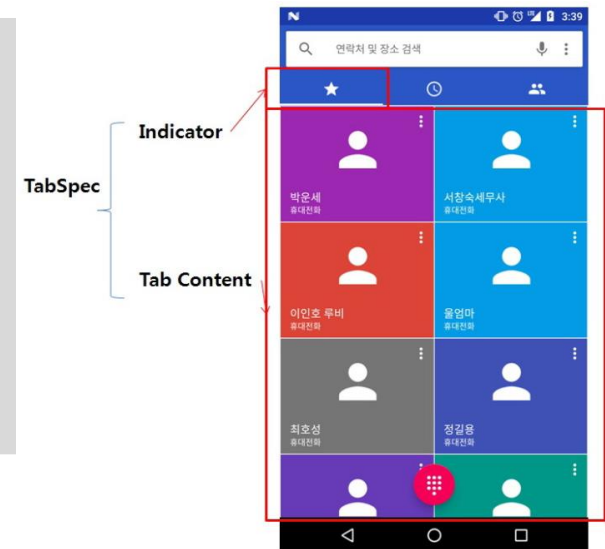 3:39
연락처 및 장소 검색
Indicator
TabSpec
Tab Content
박운세
휴대전화
서창숙세무사
휴대전화
이인호 루비
휴대전화
울엄마
휴대전화
최호성
휴대전화
정길용
휴대전화